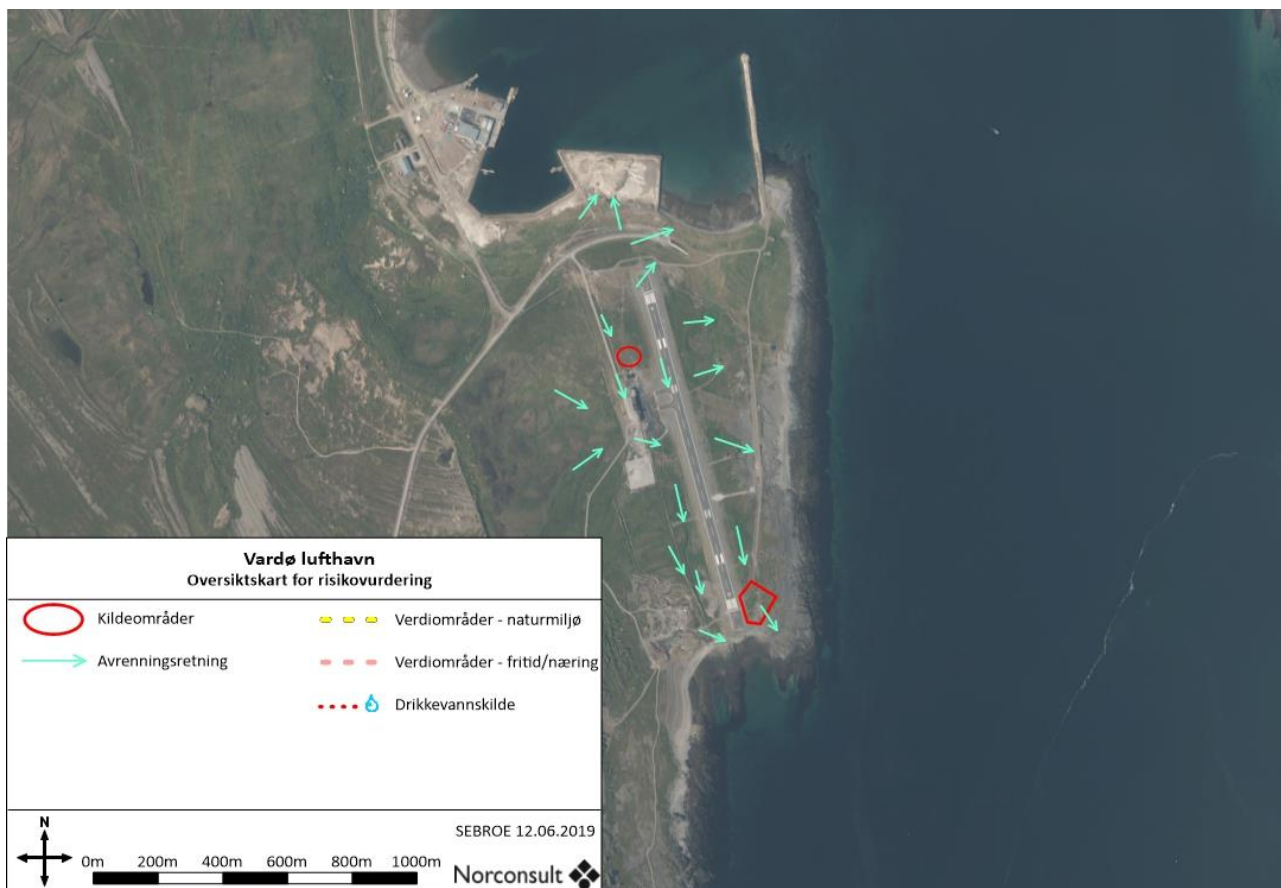 Vardø lufthavn
Oversiktskart for risikovurdering
Kildeområder
Verdiområder - naturmiljø
Avrenningsretning
Verdiområder - fritid/næring
Drikkevannskilde
N
SEBROE 12.06.2019
0m 200m 400m 600m 800m 1000m
Norconsult